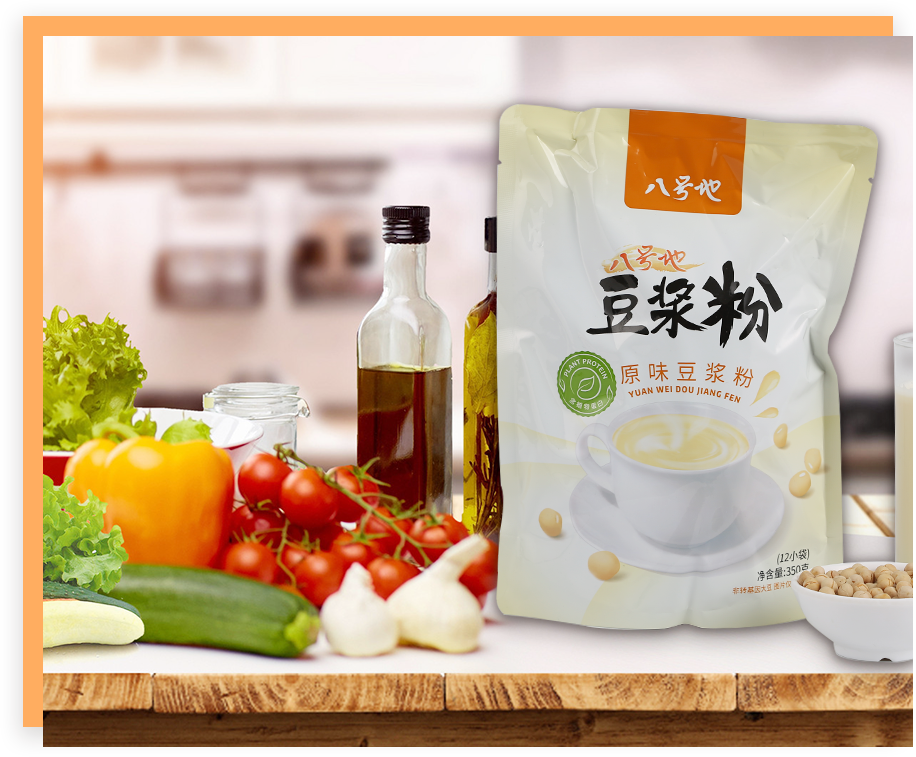 八号地
八号地
豆浆粉
PLANT PROTEIN
原味豆浆粉
YUAN WEI DOU JIANG FEN
(12小袋)
净含量:350克